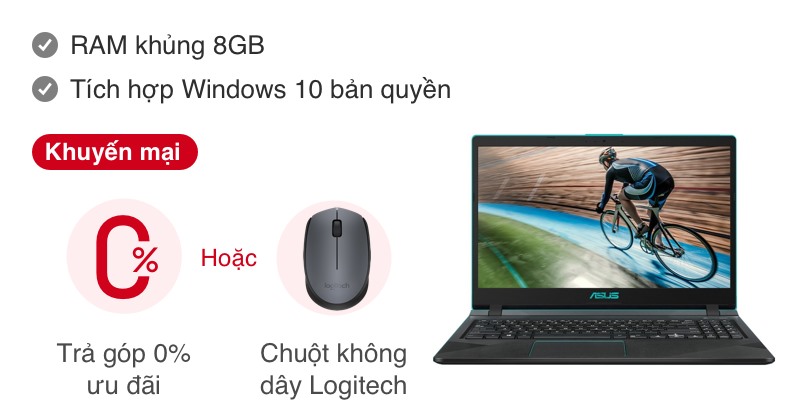 RAM khủng 8GB
Tích hợp Windows 10 bản quyền
Khuyến mại
0%
Hoặc
logitech
ASUS
Trả góp 0%
ưu đãi
Chuột không
dây Logitech